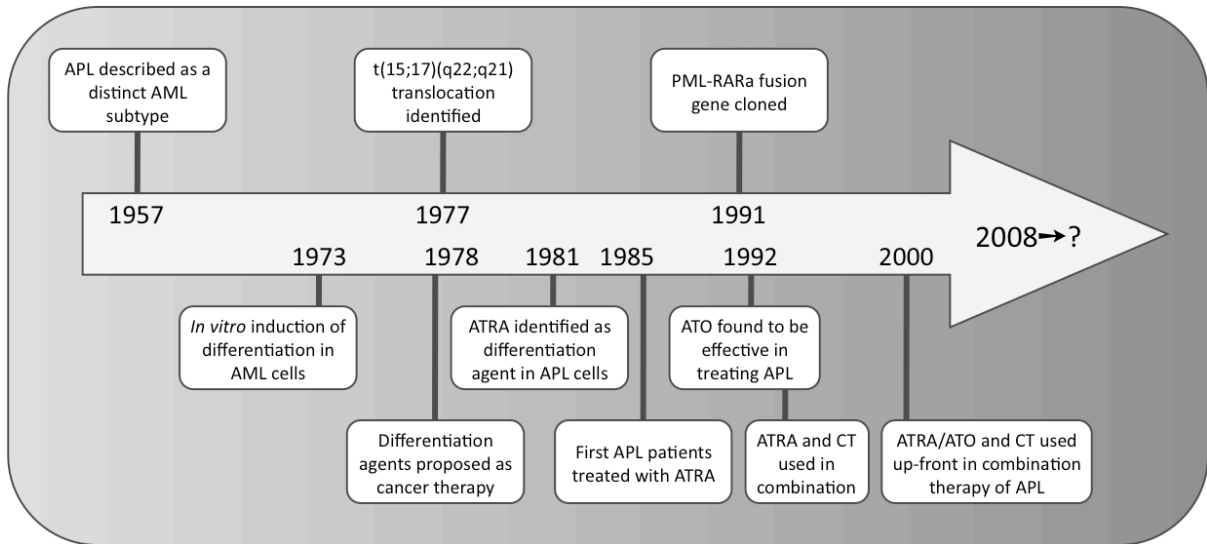 APL described as a
distinct AML
subtype
t(15;17)(q22;q21)
translocation
identified
PML-RARa fusion
gene cloned
1957
1977
1991
2008→?
1973
1978
1981
1985
1992
2000
In vitro induction of
differentiation in
AML cells
ATRA identified as
differentiation
agent in APL cells
ATO found to be
effective in
treating APL
Differentiation
agents proposed as
cancer therapy
First APL patients
treated with ATRA
ATRA and CT
used in
combination
ATRA/ATO and CT used
up-front in combination
therapy of APL